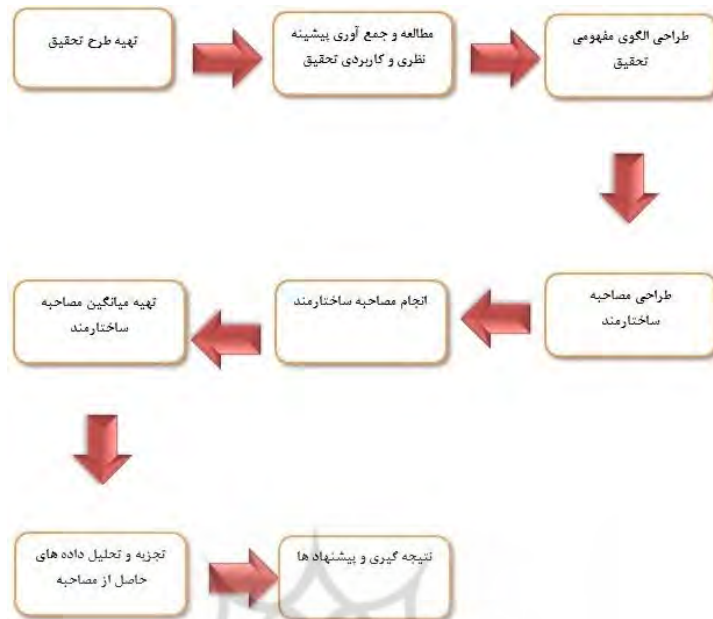 تهیه طرح تحقیق
مطالعه و جمع آوری پیشینه
نظری و کاربردی تحقیق
طراحی الگوی مفهومی
تحقیق
طراحی مصاحبه
ساختارمند
انجام مصاحبه ساختارمند
تهیه میانگین مصاحبه
ساختارمند
تجزیه و تحلیل داده های
حاصل از مصاحبه
نتیجه گیری و پیشنهاد ها